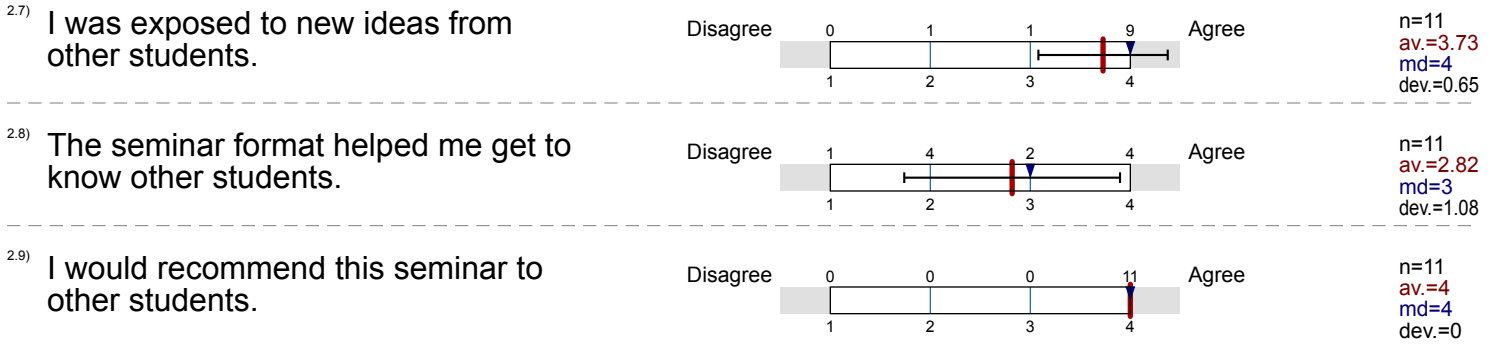 2.7) I was exposed to new ideas from
other students.
Disagree 0 1 1 9 Agree
1 2 3 4
n=11
av.=3.73
md=4
dev.=0.65
2.8) The seminar format helped me get to
know other students.
Disagree 1 4 2 4 Agree
1 2 3 4
n=11
av.=2.82
md=3
dev.=1.08
2.9) I would recommend this seminar to
other students.
Disagree 0 0 0 11 Agree
1 2 3 4
n=11
av.=4
md=4
dev.=0